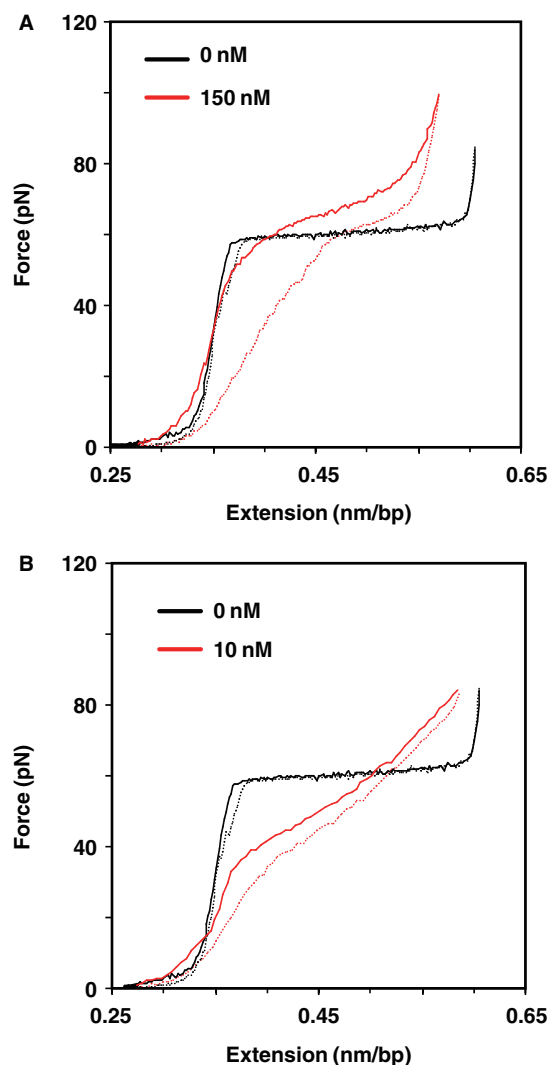 A
120
0 nM
150 nM
80
Force (pN)
40
0
0.25
0.45
0.65
Extension (nm/bp)
B
120
0 nM
10 nM
80
Force (pN)
40
0
0.25
0.45
0.65
Extension (nm/bp)